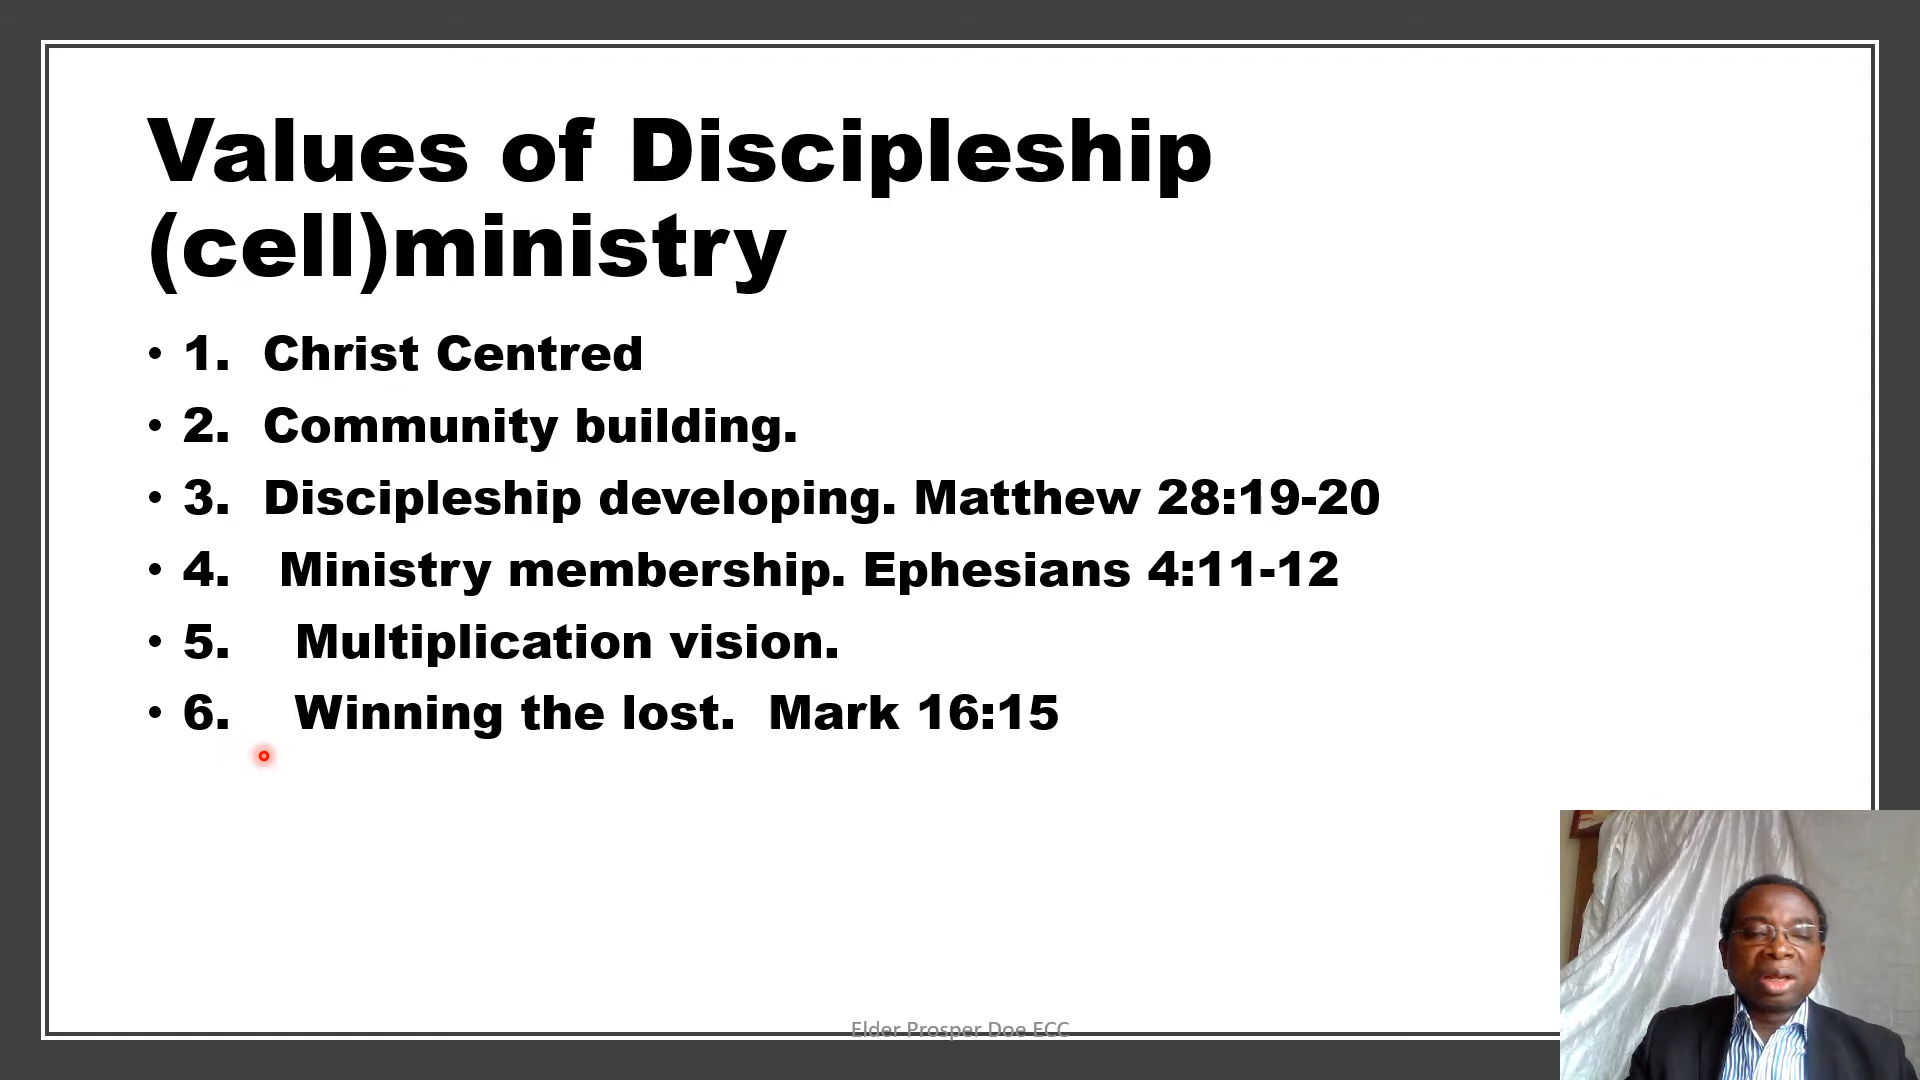 Values of Discipleship
(cell)ministry
• 1. Christ Centred
• 2. Community building.
• 3. Discipleship developing. Matthew 28:19-20
• 4. Ministry membership. Ephesians 4:11-12
• 5. Multiplication vision.
• 6. Winning the lost. Mark 16:15
Elder Prosper Doe ECC